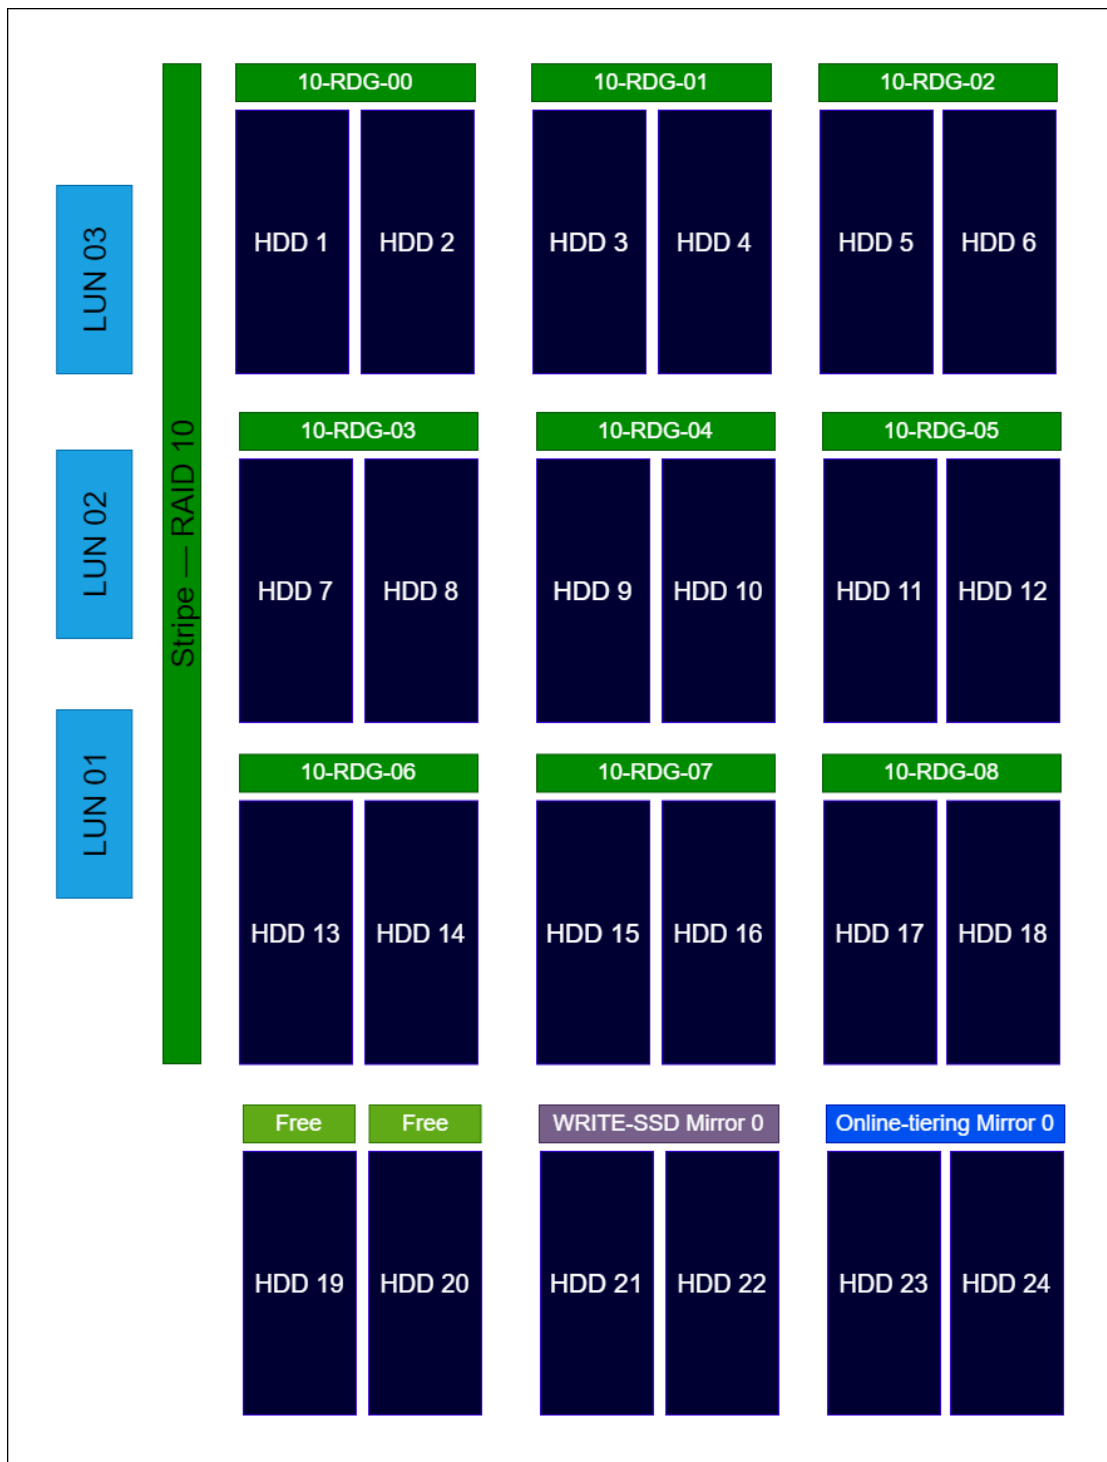 10-RDG-00
10-RDG-01
10-RDG-02
HDD 1
HDD 2
HDD 3
HDD 4
HDD 5
HDD 6
LUN 03
10-RDG-03
10-RDG-04
10-RDG-05
Stripe — RAID 10
LUN 02
HDD 7
HDD 8
HDD 9
HDD 10
HDD 11
HDD 12
10-RDG-06
10-RDG-07
10-RDG-08
LUN 01
HDD 13
HDD 14
HDD 15
HDD 16
HDD 17
HDD 18
Free
Free
WRITE-SSD Mirror 0
Online-tiering Mirror 0
HDD 19
HDD 20
HDD 21
HDD 22
HDD 23
HDD 24